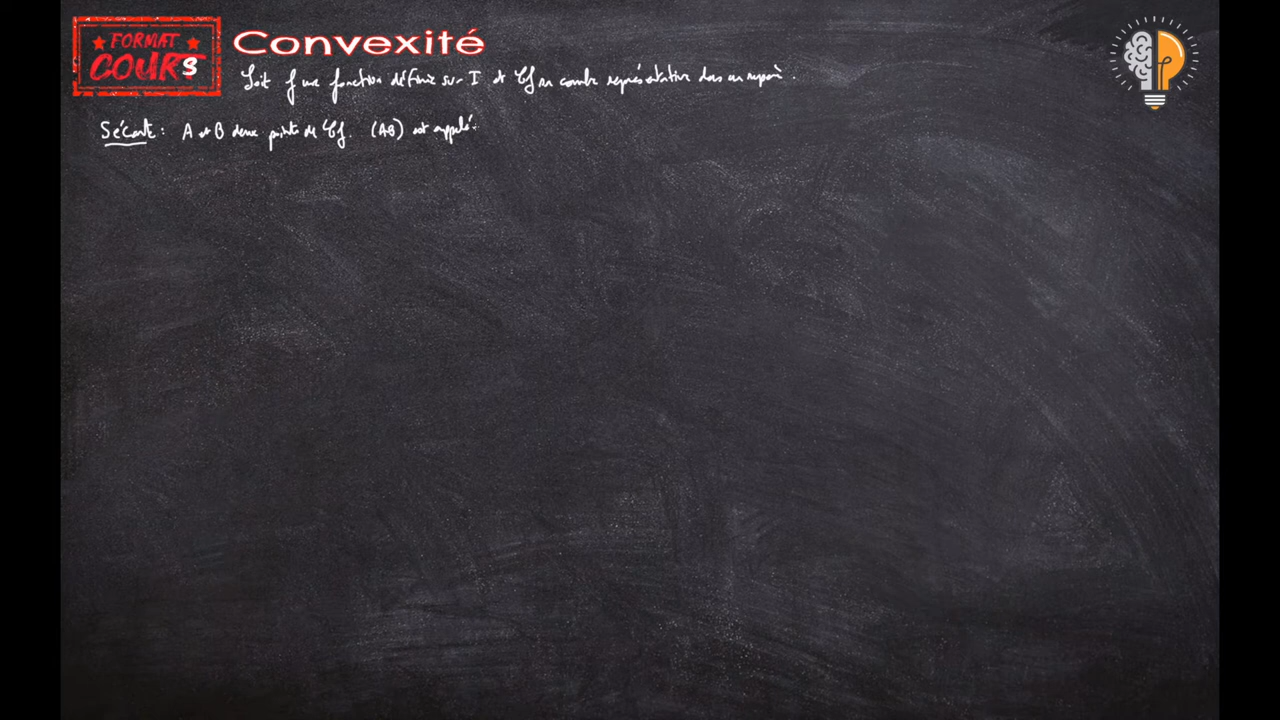 FORMAT
COURS
Convexité
Soit f une fonction définie sur I et Cf sa courbe représentative dans un repère.
Sécante : A et B deux points de Cf. (AB) est appelé